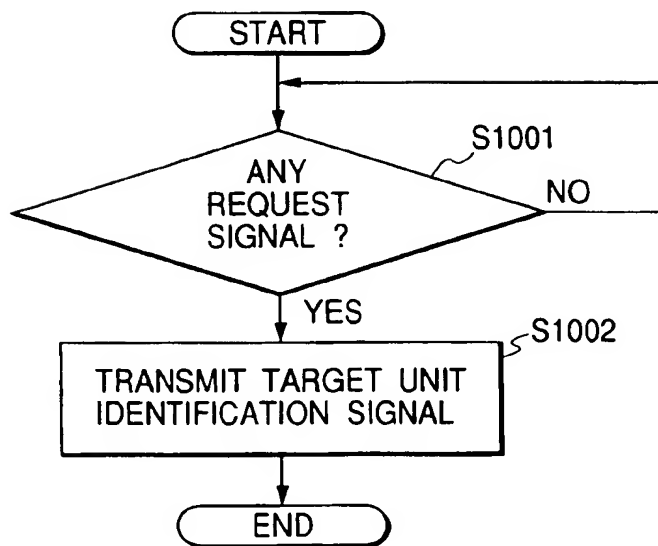 START
S1001
ANY
REQUEST
SIGNAL ?
NO
YES
S1002
TRANSMIT TARGET UNIT
IDENTIFICATION SIGNAL
END